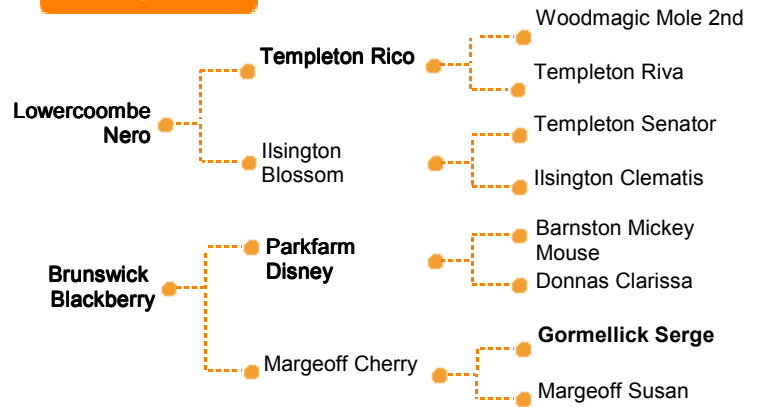 Woodmagic Mole 2nd
Templeton Rico
Templeton Riva
Lowercoombe
Nero
Templeton Senator
Ilsington
Blossom
Ilsington Clematis
Barnston Mickey
Mouse
Parkfarm
Disney
Donnas Clarissa
Brunswick
Blackberry
Gormellick Serge
Margeoff Cherry
Margeoff Susan